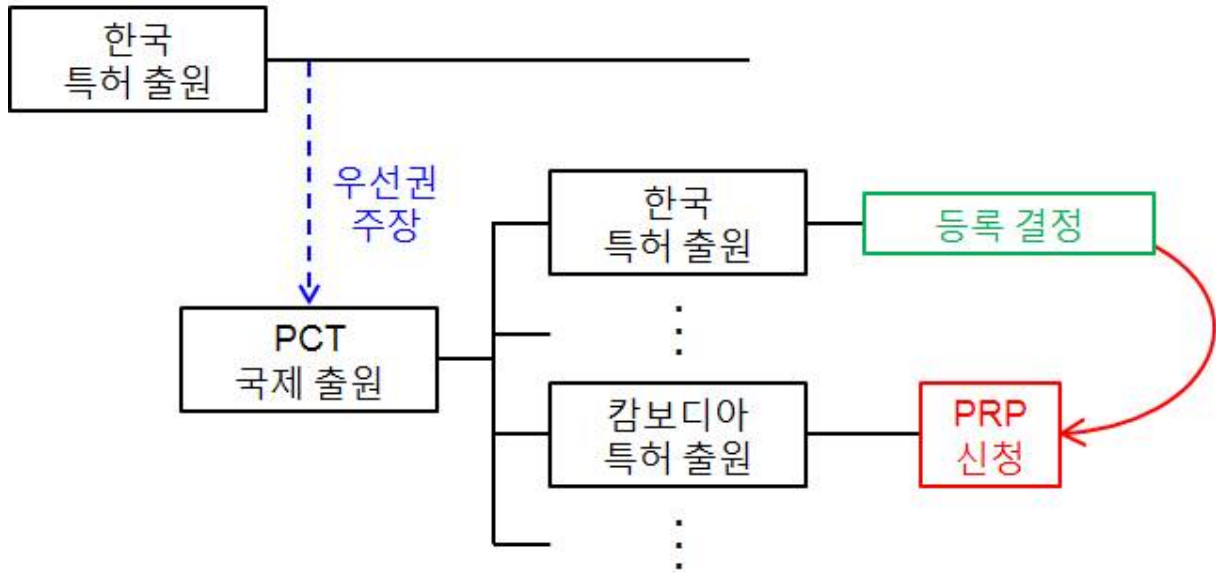 한국
특허 출원
우선권
주장
한국
특허 출원
등록 결정
PCT
국제 출원
캄보디아
특허 출원
PRP
신청